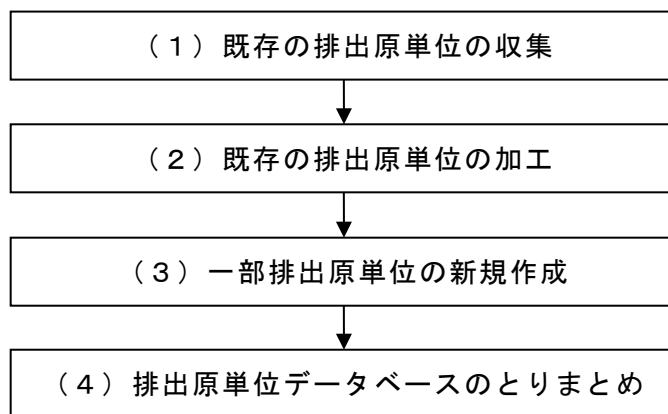 （１）既存の排出原単位の収集
（２）既存の排出原単位の加工
（３）一部排出原単位の新規作成
（４）排出原単位データベースのとりまとめ